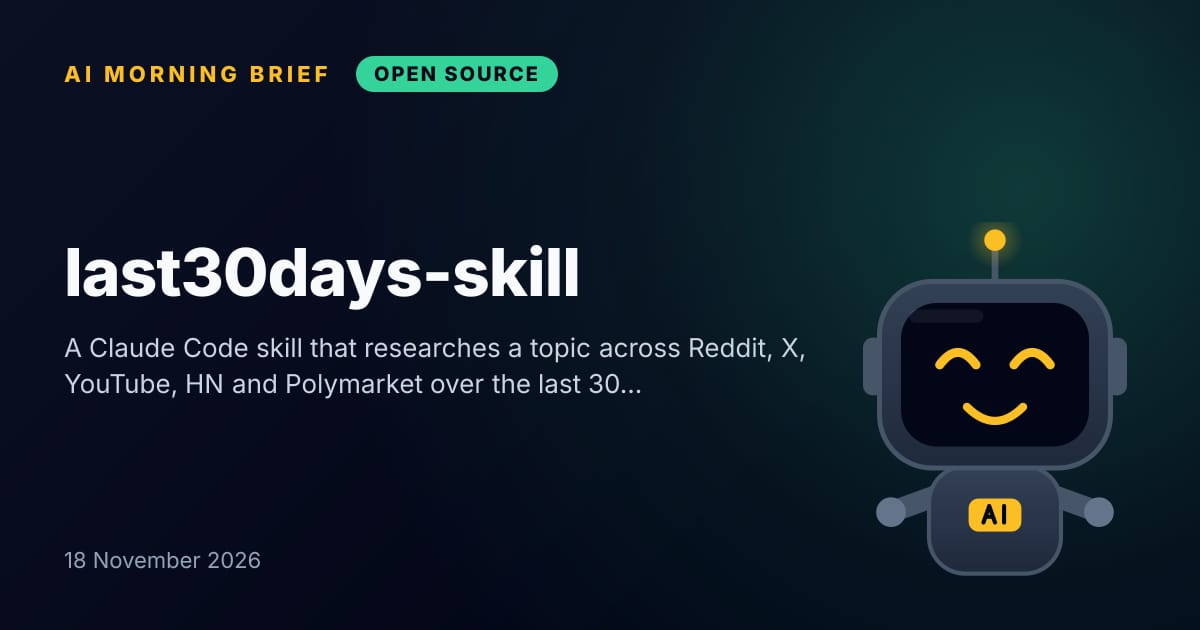 AI MORNING BRIEF
OPEN SOURCE
last30days-skill
A Claude Code skill that researches a topic across Reddit, X,
YouTube, HN and Polymarket over the last 30...
AI
18 November 2026